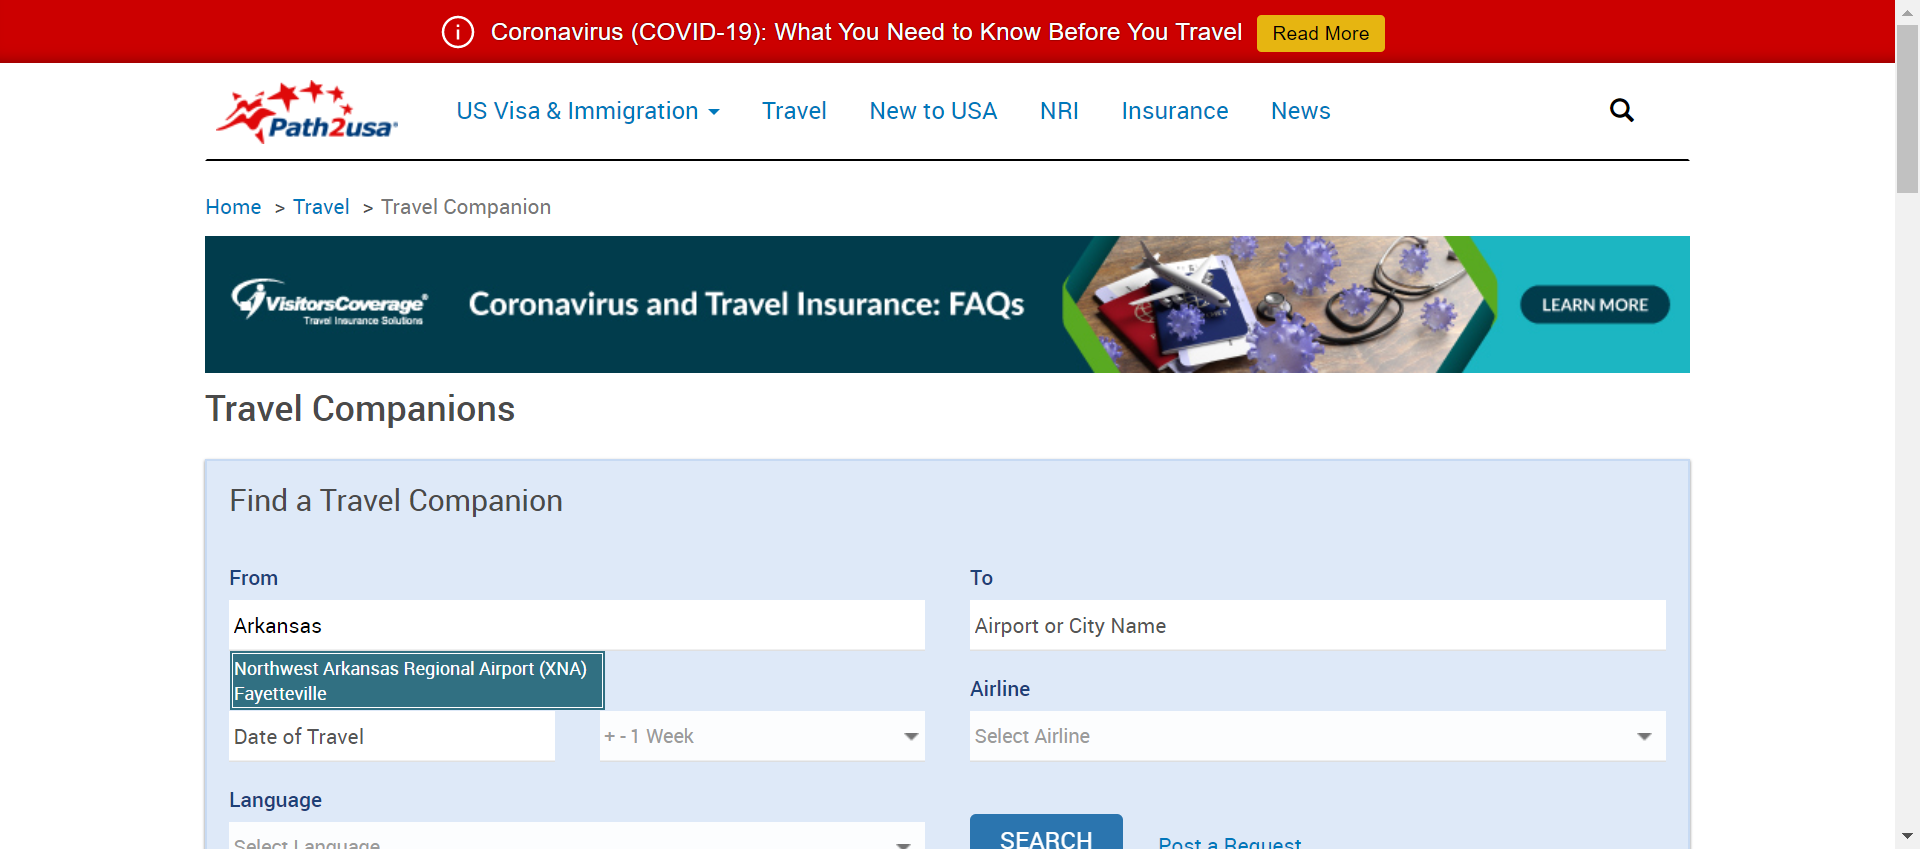 Coronavirus (COVID-19): What You Need to Know Before You Travel Read More
Path2usa
US Visa & Immigration Travel New to USA NRI Insurance News
Home > Travel > Travel Companion
VisitorsCoverage®
Travel Insurance Solutions
Coronavirus and Travel Insurance: FAQs
LEARN MORE
Travel Companions
Find a Travel Companion
From To
Arkansas Airport or City Name
Northwest Arkansas Regional Airport (XNA)
Fayetteville
Airline
Date of Travel + - 1 Week Select Airline
Language
Select Language SEARCH Post a Request